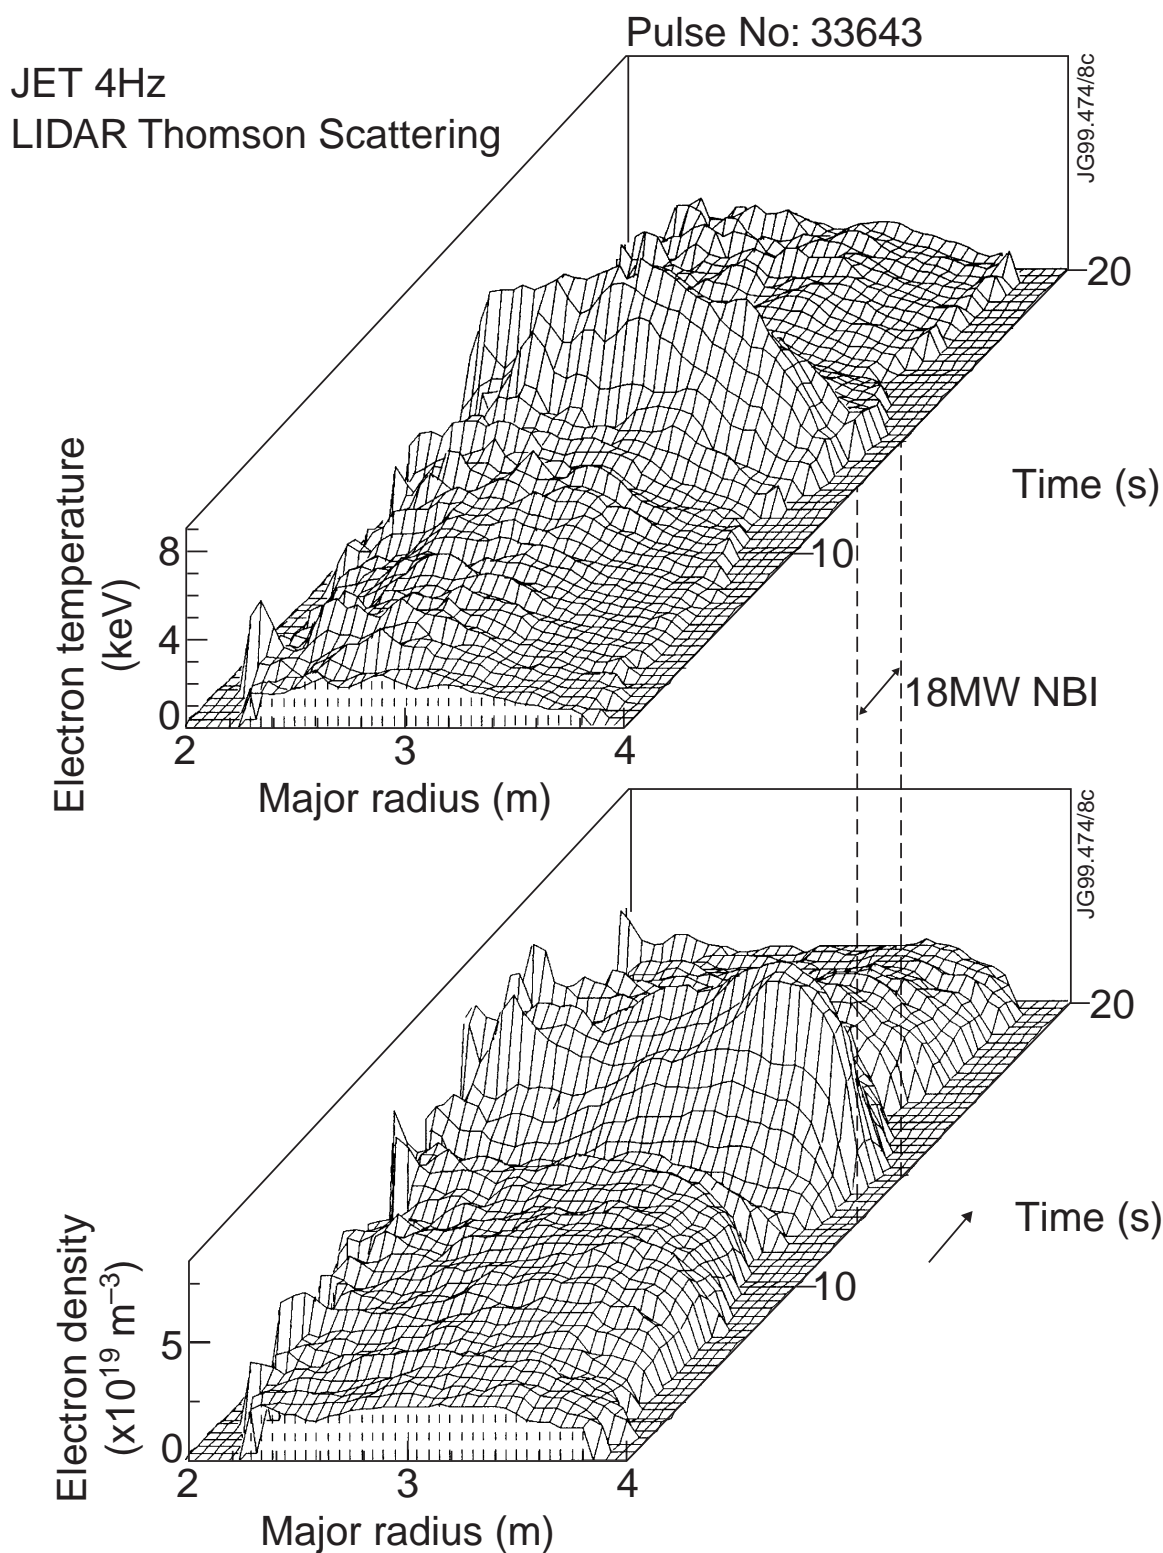 Pulse No: 33643
JET 4Hz
LIDAR Thomson Scattering
JG99.474/8c
20
Time (s)
10
Electron temperature
(keV)
8
4
0
2
3
4
Major radius (m)
18MW NBI
JG99.474/8c
20
Time (s)
10
Electron density
(x10¹⁹ m⁻³)
5
0
2
3
4
Major radius (m)